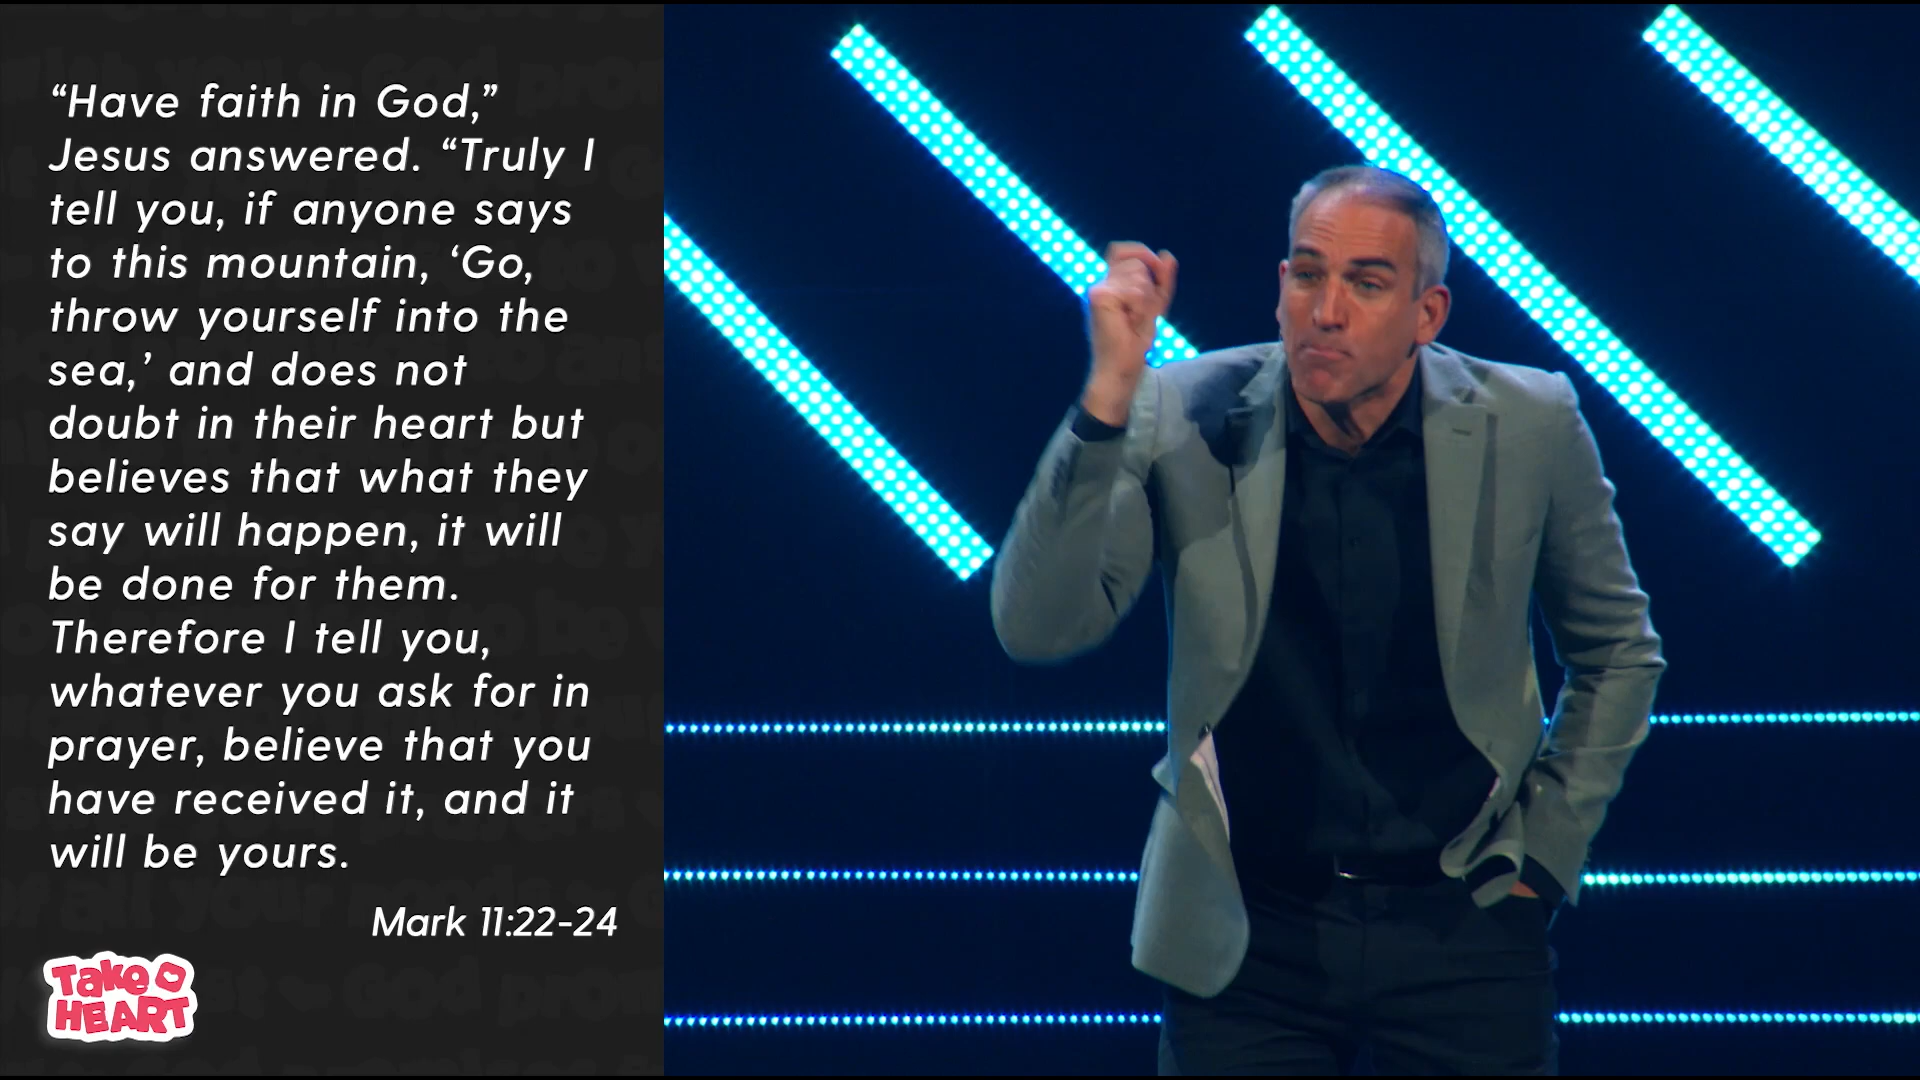 “Have faith in God,”
Jesus answered. “Truly I
tell you, if anyone says
to this mountain, ‘Go,
throw yourself into the
sea,’ and does not
doubt in their heart but
believes that what they
say will happen, it will
be done for them.
Therefore I tell you,
whatever you ask for in
prayer, believe that you
have received it, and it
will be yours.
Mark 11:22-24
Take
HEART